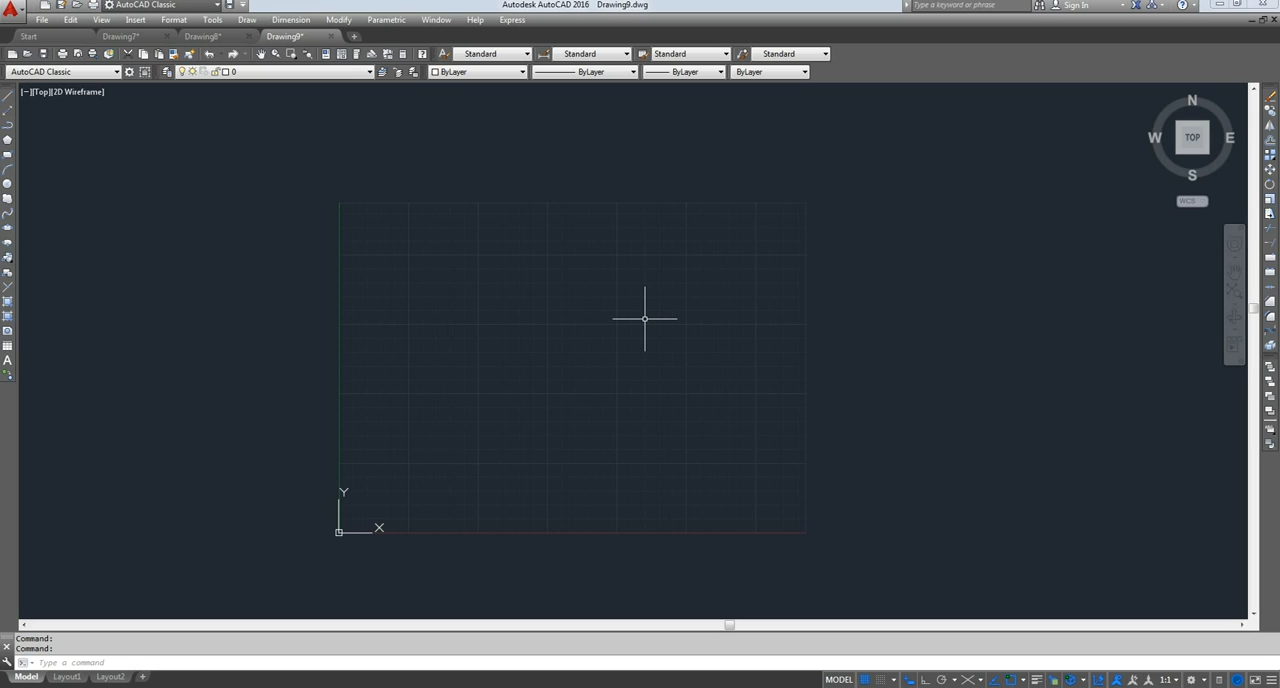 AutoCAD Classic
Autodesk AutoCAD 2016 Drawing9.dwg
Type a keyword or phrase
Sign In
File Edit View Insert Format Tools Draw Dimension Modify Parametric Window Help Express
Start Drawing7* Drawing8* Drawing9*
Standard Standard Standard Standard
AutoCAD Classic 0 ByLayer ByLayer ByLayer ByLayer
[−][Top][2D Wireframe]
N
W TOP E
S
WCS
A
Y
X
Command:
Command:
Type a command
Model Layout1 Layout2
MODEL 1:1